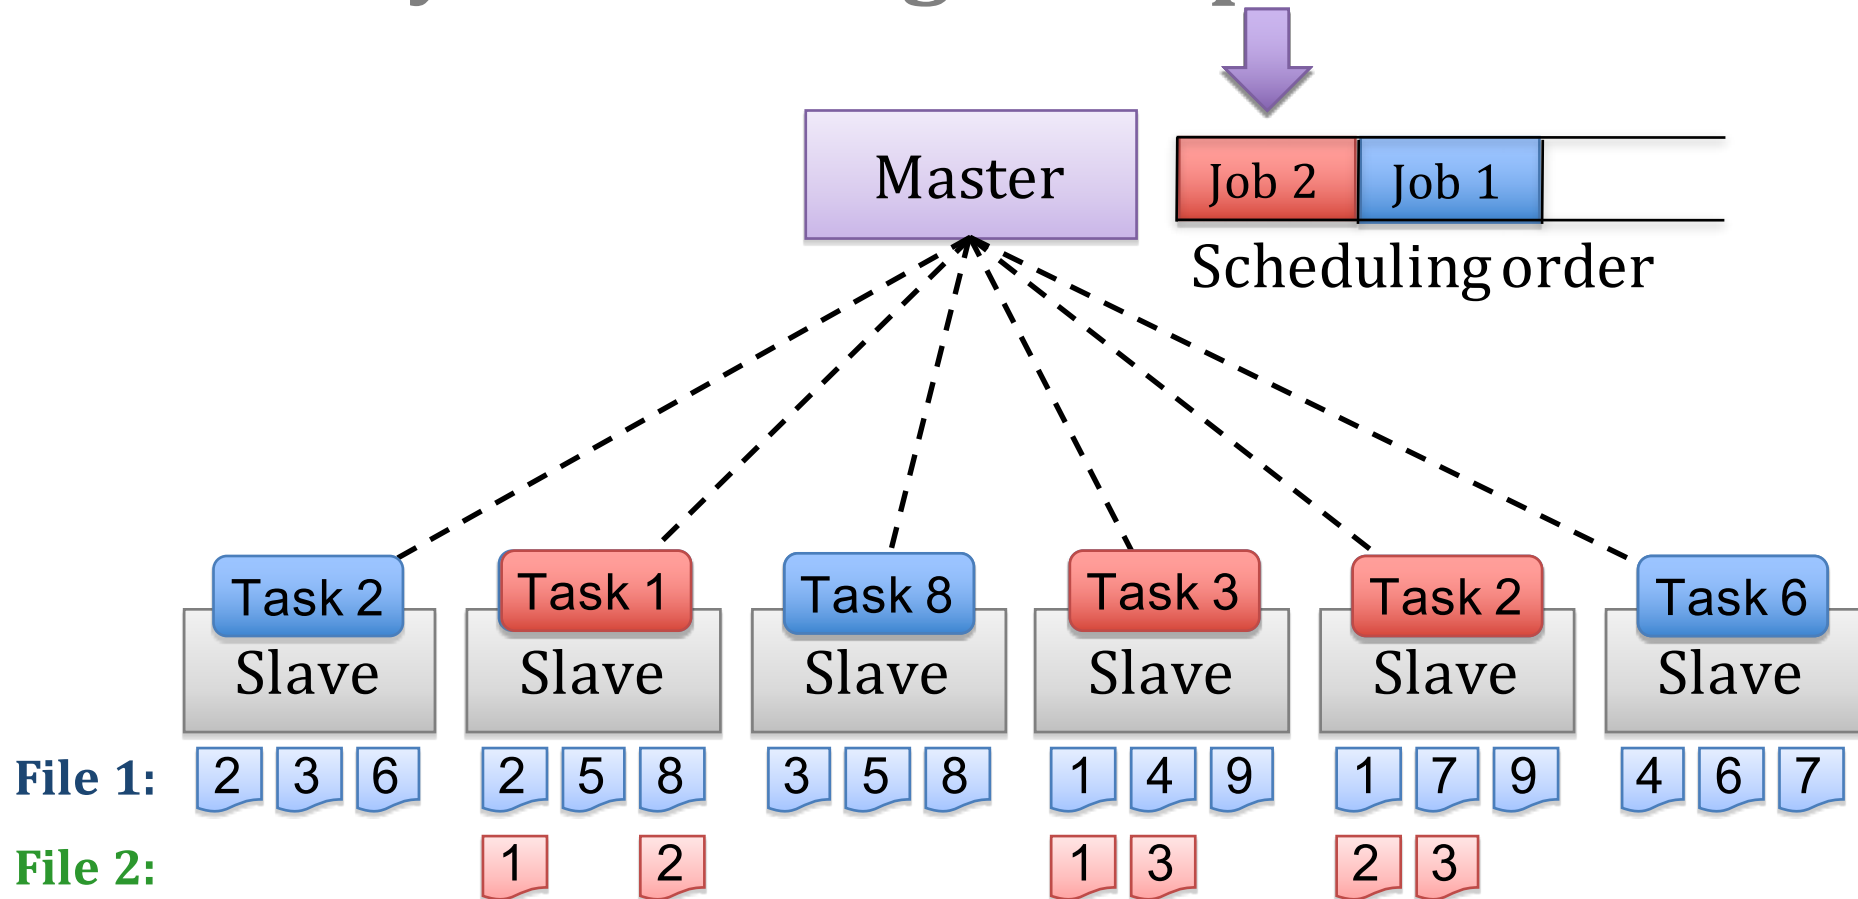 Master
Job 2 Job 1
Scheduling order
Task 2 Task 1 Task 8 Task 3 Task 2 Task 6
Slave Slave Slave Slave Slave Slave
File 1: 2 3 6 2 5 8 3 5 8 1 4 9 1 7 9 4 6 7
File 2: 1 2 1 3 2 3